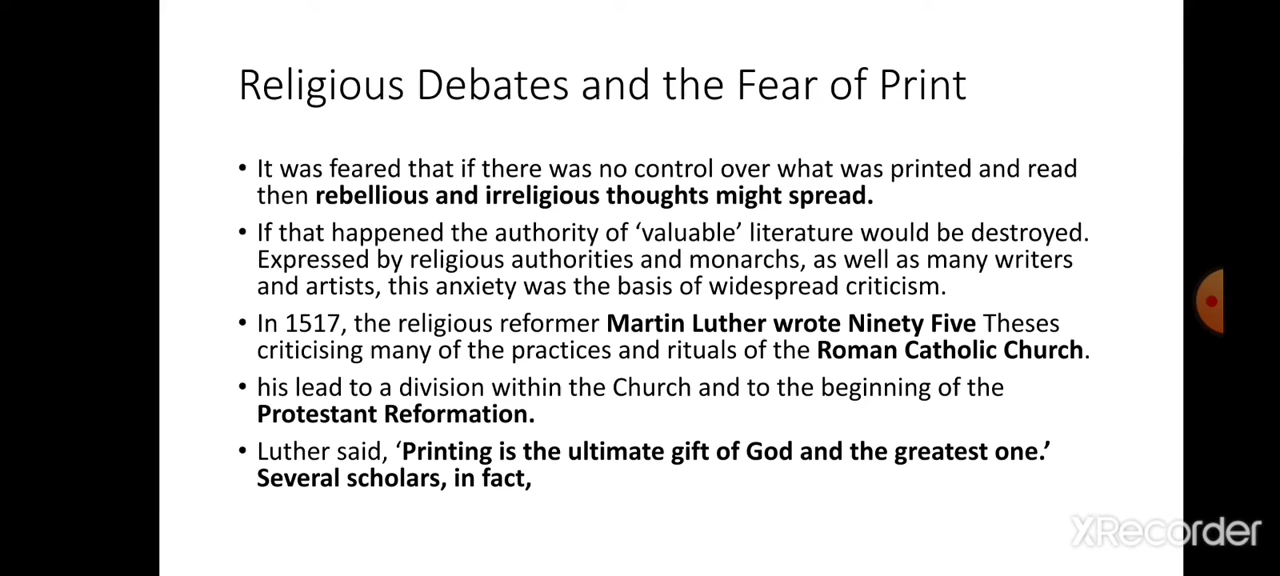 Religious Debates and the Fear of Print
• It was feared that if there was no control over what was printed and read
then rebellious and irreligious thoughts might spread.
• If that happened the authority of ‘valuable’ literature would be destroyed.
Expressed by religious authorities and monarchs, as well as many writers
and artists, this anxiety was the basis of widespread criticism.
• In 1517, the religious reformer Martin Luther wrote Ninety Five Theses
criticising many of the practices and rituals of the Roman Catholic Church.
• his lead to a division within the Church and to the beginning of the
Protestant Reformation.
• Luther said, ‘Printing is the ultimate gift of God and the greatest one.’
Several scholars, in fact,
XRecorder